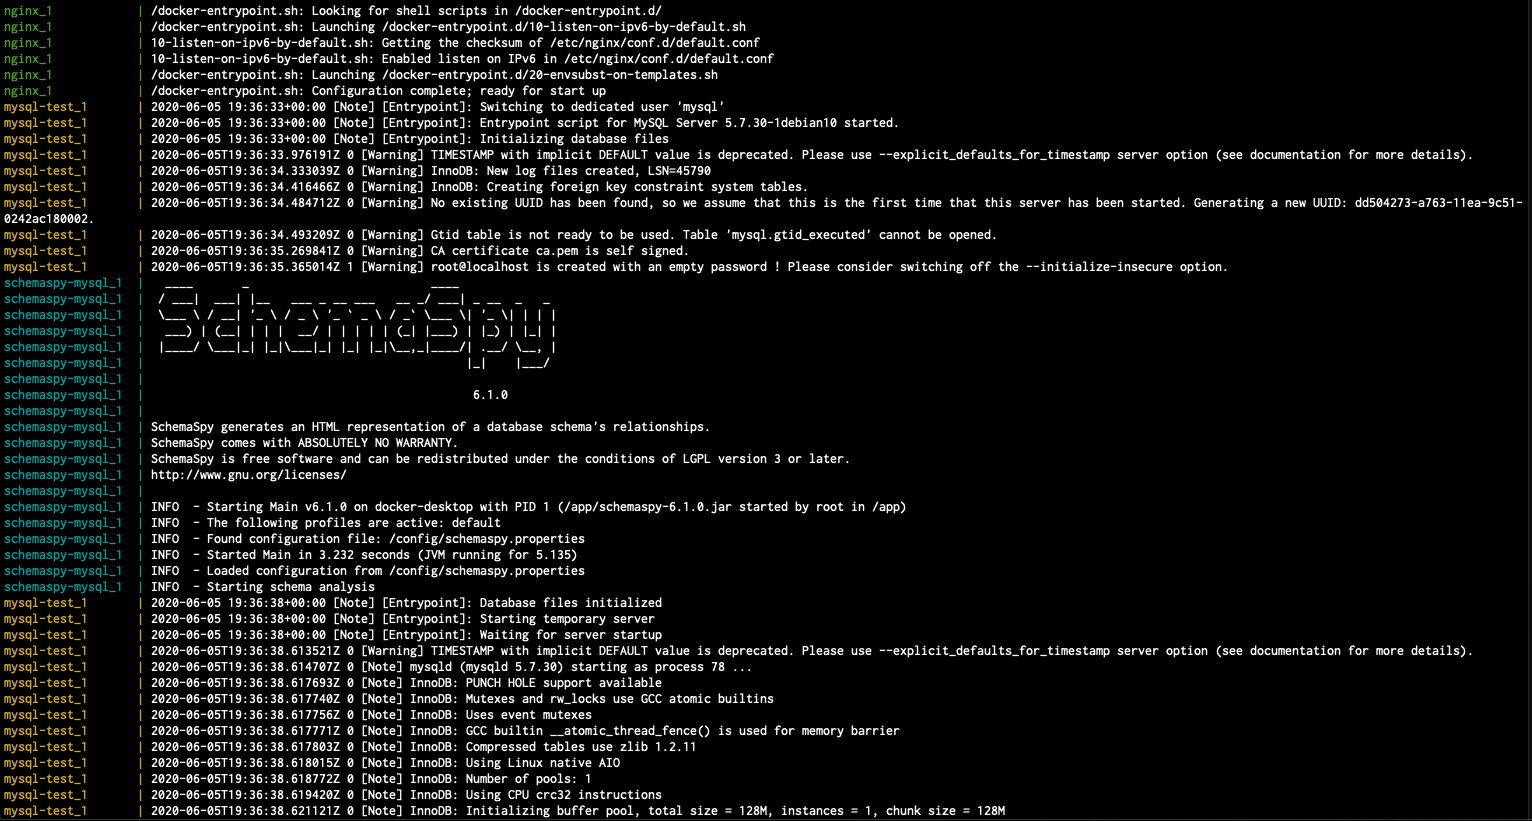 nginx_1            | /docker-entrypoint.sh: Looking for shell scripts in /docker-entrypoint.d/
nginx_1            | /docker-entrypoint.sh: Launching /docker-entrypoint.d/10-listen-on-ipv6-by-default.sh
nginx_1            | 10-listen-on-ipv6-by-default.sh: Getting the checksum of /etc/nginx/conf.d/default.conf
nginx_1            | 10-listen-on-ipv6-by-default.sh: Enabled listen on IPv6 in /etc/nginx/conf.d/default.conf
nginx_1            | /docker-entrypoint.sh: Launching /docker-entrypoint.d/20-envsubst-on-templates.sh
nginx_1            | /docker-entrypoint.sh: Configuration complete; ready for start up
mysql-test_1       | 2020-06-05 19:36:33+00:00 [Note] [Entrypoint]: Switching to dedicated user 'mysql'
mysql-test_1       | 2020-06-05 19:36:33+00:00 [Note] [Entrypoint]: Entrypoint script for MySQL Server 5.7.30-1debian10 started.
mysql-test_1       | 2020-06-05 19:36:33+00:00 [Note] [Entrypoint]: Initializing database files
mysql-test_1       | 2020-06-05T19:36:33.976191Z 0 [Warning] TIMESTAMP with implicit DEFAULT value is deprecated. Please use --explicit_defaults_for_timestamp server option (see documentation for more details).
mysql-test_1       | 2020-06-05T19:36:34.333039Z 0 [Warning] InnoDB: New log files created, LSN=45790
mysql-test_1       | 2020-06-05T19:36:34.416466Z 0 [Warning] InnoDB: Creating foreign key constraint system tables.
mysql-test_1       | 2020-06-05T19:36:34.484712Z 0 [Warning] No existing UUID has been found, so we assume that this is the first time that this server has been started. Generating a new UUID: dd504273-a763-11ea-9c51-
0242ac180002.
mysql-test_1       | 2020-06-05T19:36:34.493209Z 0 [Warning] Gtid table is not ready to be used. Table 'mysql.gtid_executed' cannot be opened.
mysql-test_1       | 2020-06-05T19:36:35.269841Z 0 [Warning] CA certificate ca.pem is self signed.
mysql-test_1       | 2020-06-05T19:36:35.365014Z 1 [Warning] root@localhost is created with an empty password ! Please consider switching off the --initialize-insecure option.
schemaspy-mysql_1  |   ____       _                          ____
schemaspy-mysql_1  |  / ___|  ___| |__   ___ _ __ ___   __ _/ ___| _ __  _   _
schemaspy-mysql_1  |  \___ \ / __| '_ \ / _ \ '_ ` _ \ / _` \___ \| '_ \| | | |
schemaspy-mysql_1  |   ___) | (__| | | |  __/ | | | | | (_| |___) | |_) | |_| |
schemaspy-mysql_1  |  |____/ \___|_| |_|\___|_| |_| |_|\__,_|____/| .__/ \__, |
schemaspy-mysql_1  |                                              |_|    |___/
schemaspy-mysql_1  |
schemaspy-mysql_1  |                                               6.1.0
schemaspy-mysql_1  |
schemaspy-mysql_1  | SchemaSpy generates an HTML representation of a database schema's relationships.
schemaspy-mysql_1  | SchemaSpy comes with ABSOLUTELY NO WARRANTY.
schemaspy-mysql_1  | SchemaSpy is free software and can be redistributed under the conditions of LGPL version 3 or later.
schemaspy-mysql_1  | http://www.gnu.org/licenses/
schemaspy-mysql_1  |
schemaspy-mysql_1  | INFO  - Starting Main v6.1.0 on docker-desktop with PID 1 (/app/schemaspy-6.1.0.jar started by root in /app)
schemaspy-mysql_1  | INFO  - The following profiles are active: default
schemaspy-mysql_1  | INFO  - Found configuration file: /config/schemaspy.properties
schemaspy-mysql_1  | INFO  - Started Main in 3.232 seconds (JVM running for 5.135)
schemaspy-mysql_1  | INFO  - Loaded configuration from /config/schemaspy.properties
schemaspy-mysql_1  | INFO  - Starting schema analysis
mysql-test_1       | 2020-06-05 19:36:38+00:00 [Note] [Entrypoint]: Database files initialized
mysql-test_1       | 2020-06-05 19:36:38+00:00 [Note] [Entrypoint]: Starting temporary server
mysql-test_1       | 2020-06-05 19:36:38+00:00 [Note] [Entrypoint]: Waiting for server startup
mysql-test_1       | 2020-06-05T19:36:38.613521Z 0 [Warning] TIMESTAMP with implicit DEFAULT value is deprecated. Please use --explicit_defaults_for_timestamp server option (see documentation for more details).
mysql-test_1       | 2020-06-05T19:36:38.614707Z 0 [Note] mysqld (mysqld 5.7.30) starting as process 78 ...
mysql-test_1       | 2020-06-05T19:36:38.617693Z 0 [Note] InnoDB: PUNCH HOLE support available
mysql-test_1       | 2020-06-05T19:36:38.617740Z 0 [Note] InnoDB: Mutexes and rw_locks use GCC atomic builtins
mysql-test_1       | 2020-06-05T19:36:38.617756Z 0 [Note] InnoDB: Uses event mutexes
mysql-test_1       | 2020-06-05T19:36:38.617771Z 0 [Note] InnoDB: GCC builtin __atomic_thread_fence() is used for memory barrier
mysql-test_1       | 2020-06-05T19:36:38.617803Z 0 [Note] InnoDB: Compressed tables use zlib 1.2.11
mysql-test_1       | 2020-06-05T19:36:38.618015Z 0 [Note] InnoDB: Using Linux native AIO
mysql-test_1       | 2020-06-05T19:36:38.618772Z 0 [Note] InnoDB: Number of pools: 1
mysql-test_1       | 2020-06-05T19:36:38.619420Z 0 [Note] InnoDB: Using CPU crc32 instructions
mysql-test_1       | 2020-06-05T19:36:38.621121Z 0 [Note] InnoDB: Initializing buffer pool, total size = 128M, instances = 1, chunk size = 128M